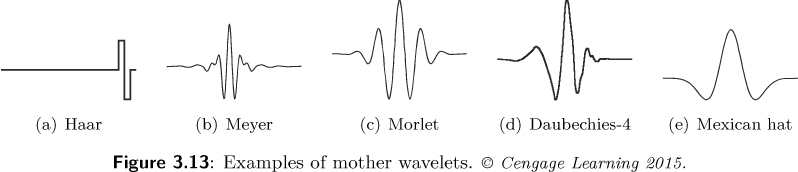 (a) Haar (b) Meyer (c) Morlet (d) Daubechies-4 (e) Mexican hat
Figure 3.13: Examples of mother wavelets. © Cengage Learning 2015.